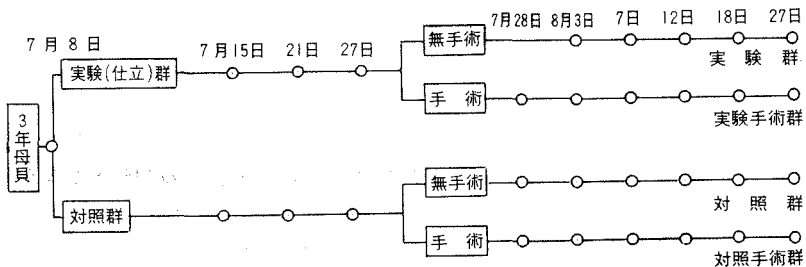 7月28日 8月3日 7日 12日 18日 27日
7月8日
7月15日 21日 27日
無手術
実験群
実験(仕立)群
手術
実験手術群
3年母貝
無手術
対照群
対照群
手術
対照手術群